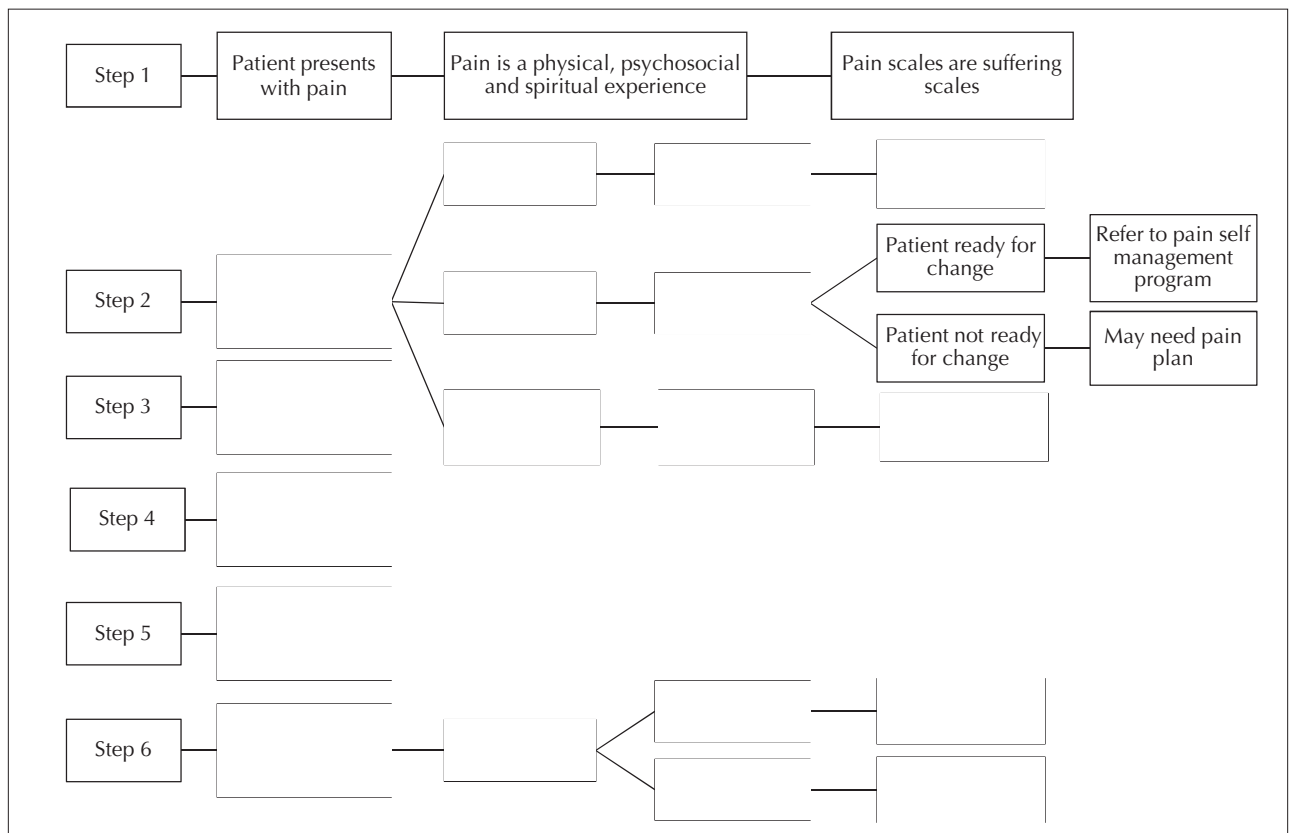 Step 1
Patient presents
with pain
Pain is a physical, psychosocial
and spiritual experience
Pain scales are suffering
scales
Step 2
Patient ready for
change
Refer to pain self
management
program
Patient not ready
for change
May need pain
plan
Step 3
Step 4
Step 5
Step 6